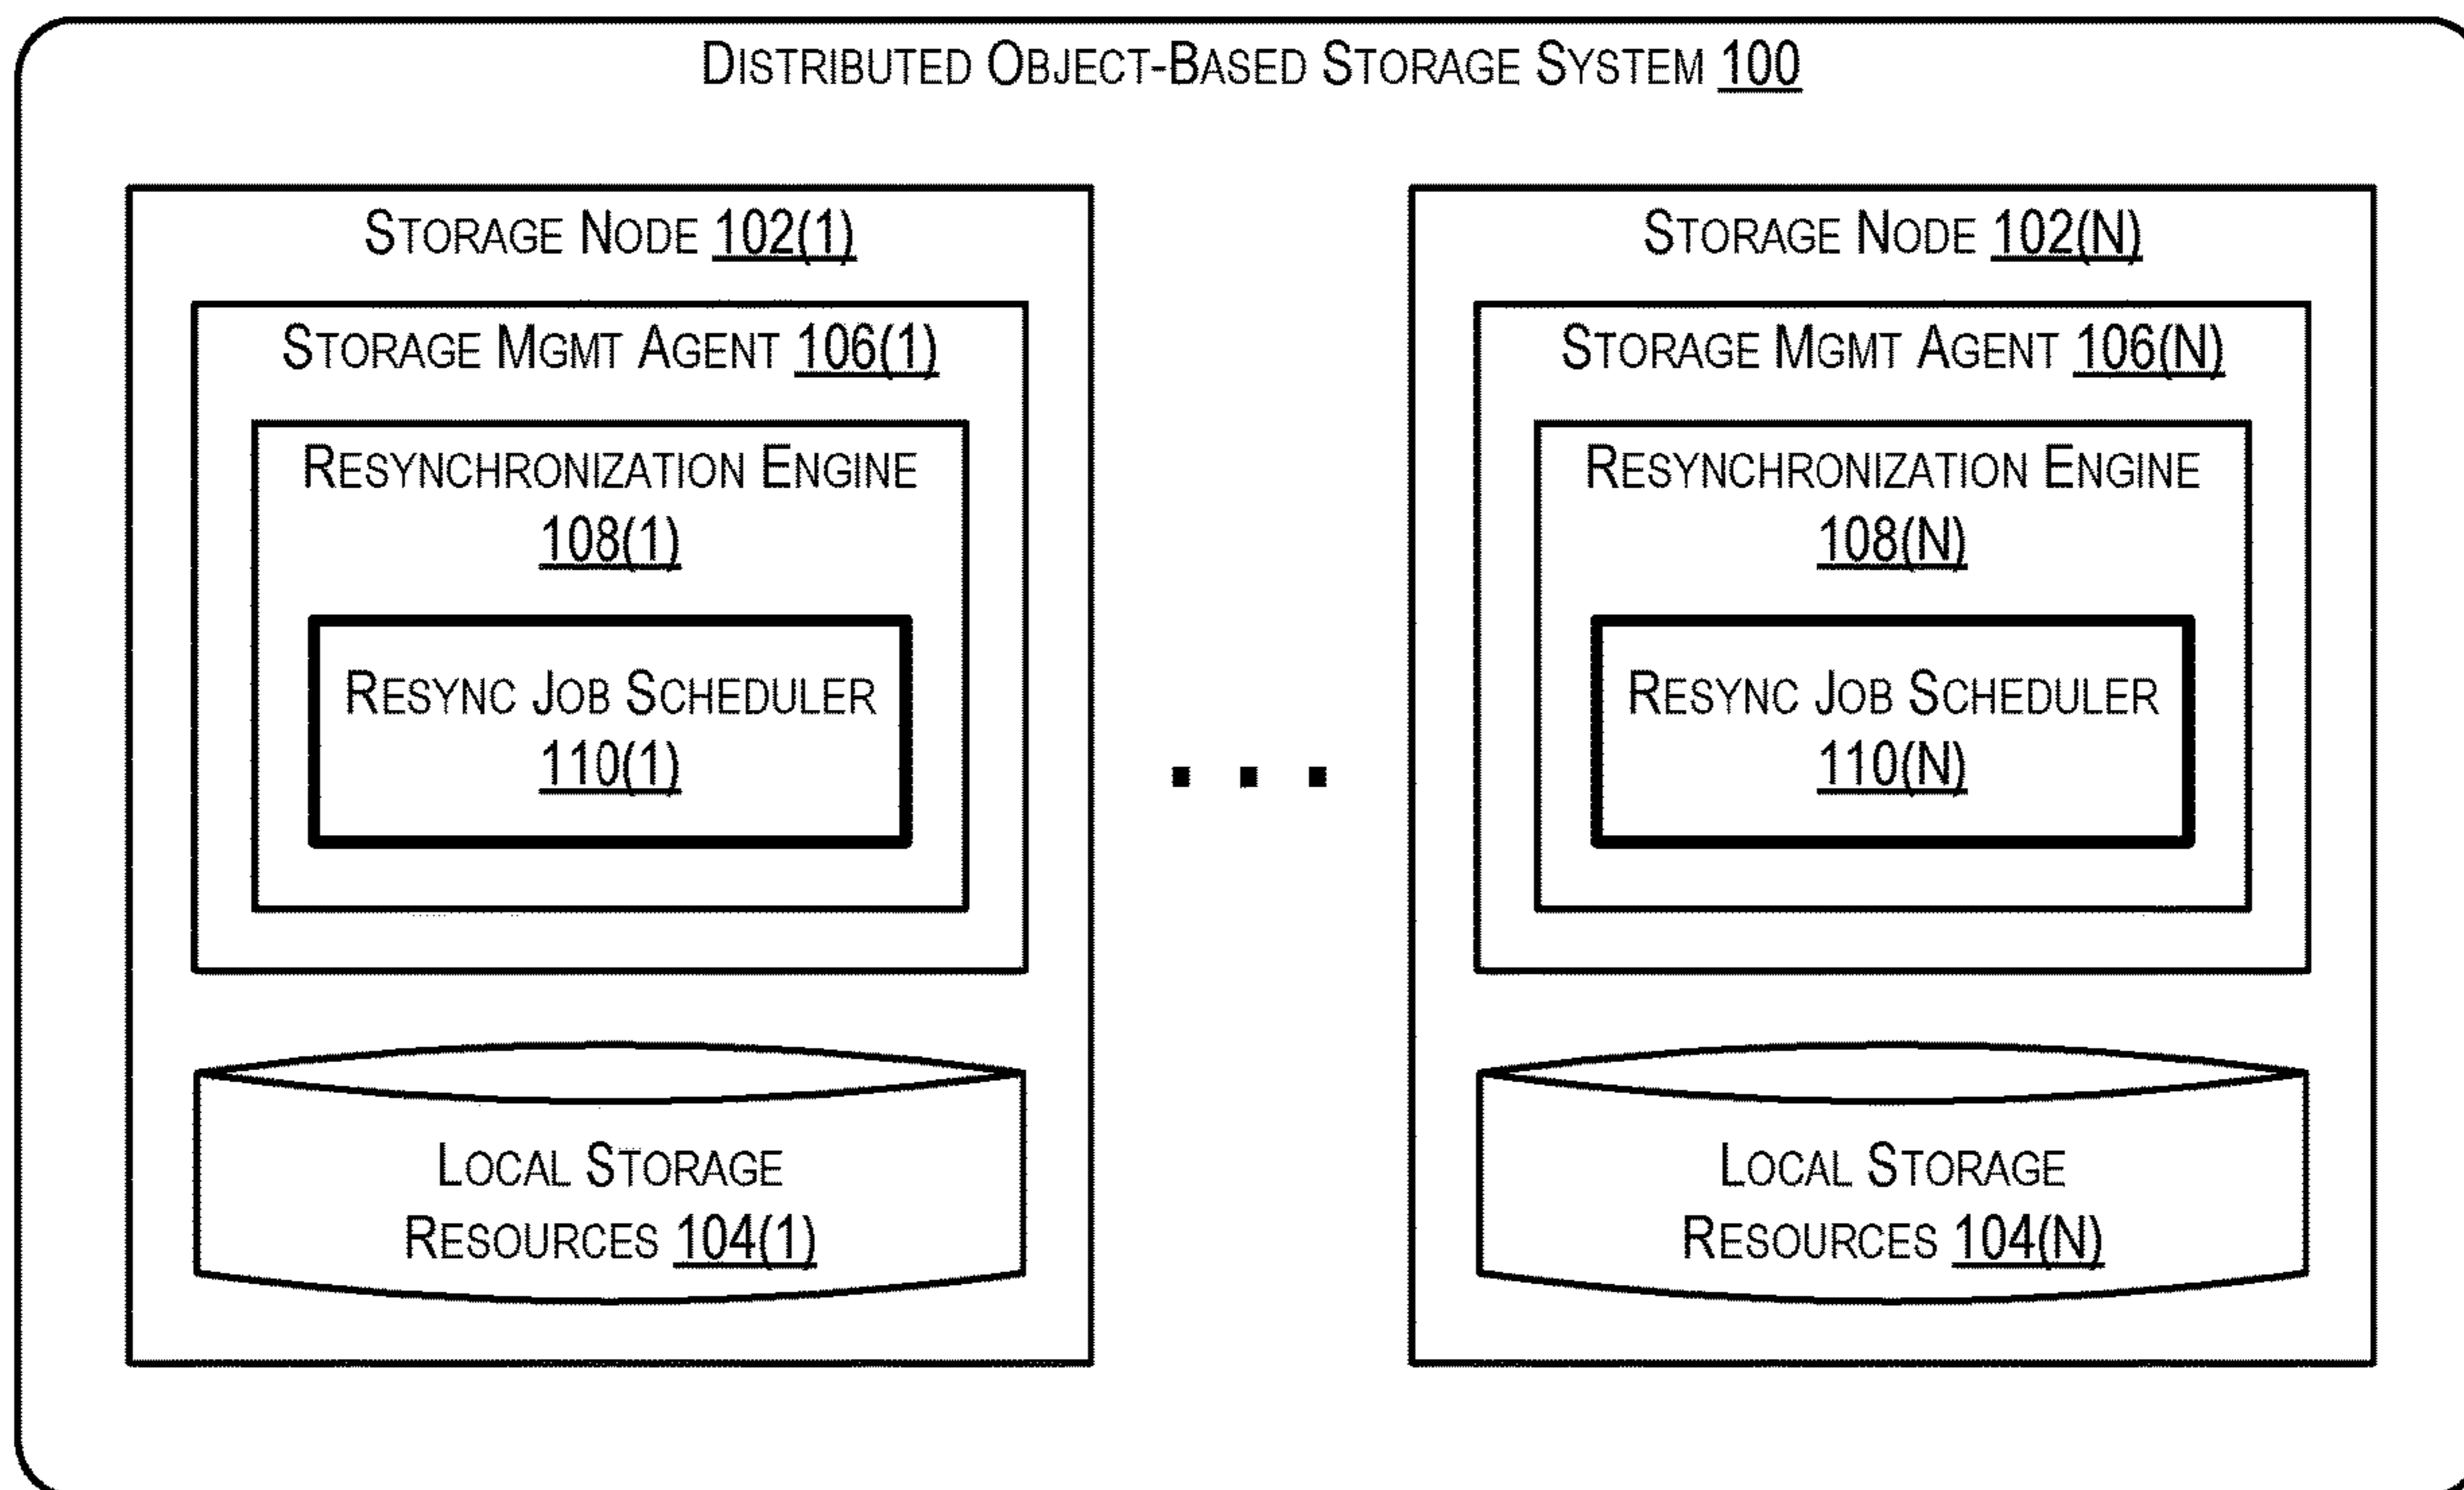 Distributed Object-Based Storage System 100
Storage Node 102(1)
Storage Mgmt Agent 106(1)
Resynchronization Engine
108(1)
Resync Job Scheduler
110(1)
Local Storage
Resources 104(1)
...
Storage Node 102(N)
Storage Mgmt Agent 106(N)
Resynchronization Engine
108(N)
Resync Job Scheduler
110(N)
Local Storage
Resources 104(N)